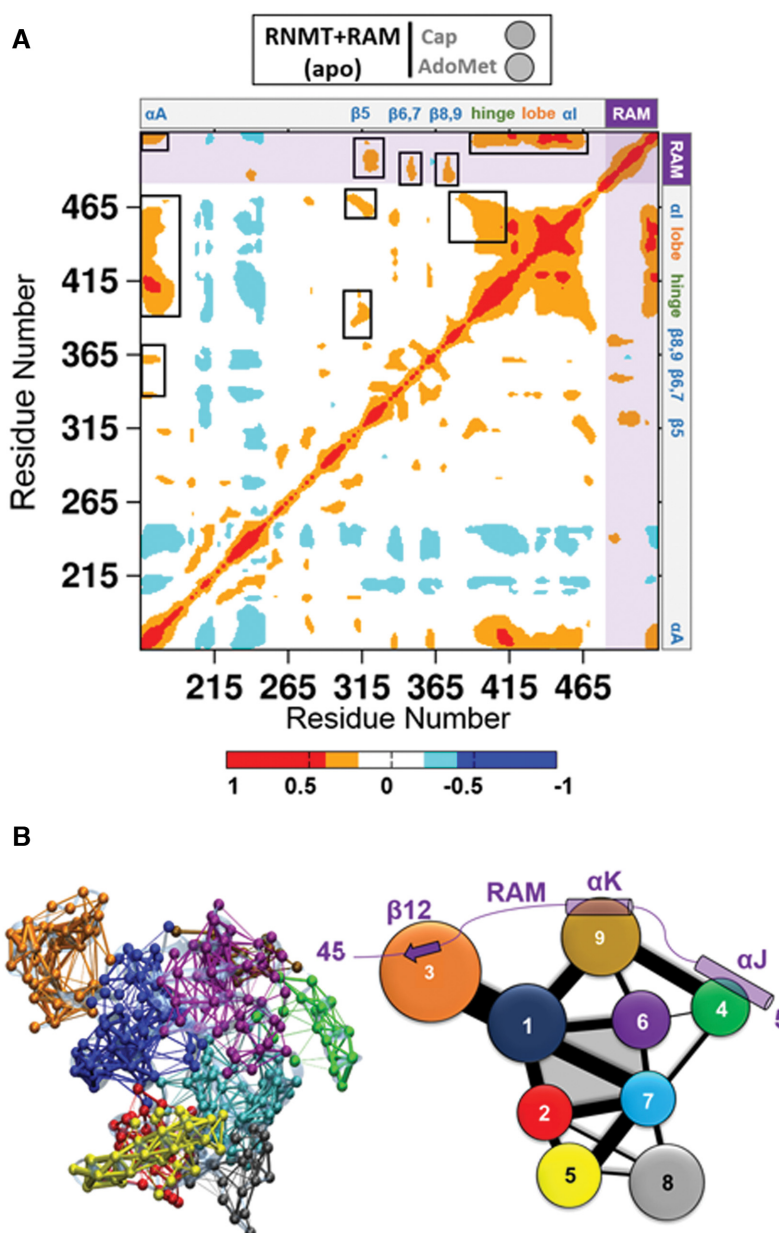 A
RNMT+RAM
(apo)
Cap
AdoMet
αA β5 β6,7 β8,9 hinge lobe αI RAM
RAM
αI lobe hinge β8,9 β6,7 β5 αA
Residue Number
465
415
365
315
265
215
215 265 315 365 415 465
Residue Number
1 0.5 0 -0.5 -1
B
RAM αK
β12
45
αJ
9
3
4
5
1
6
7
2
5
8